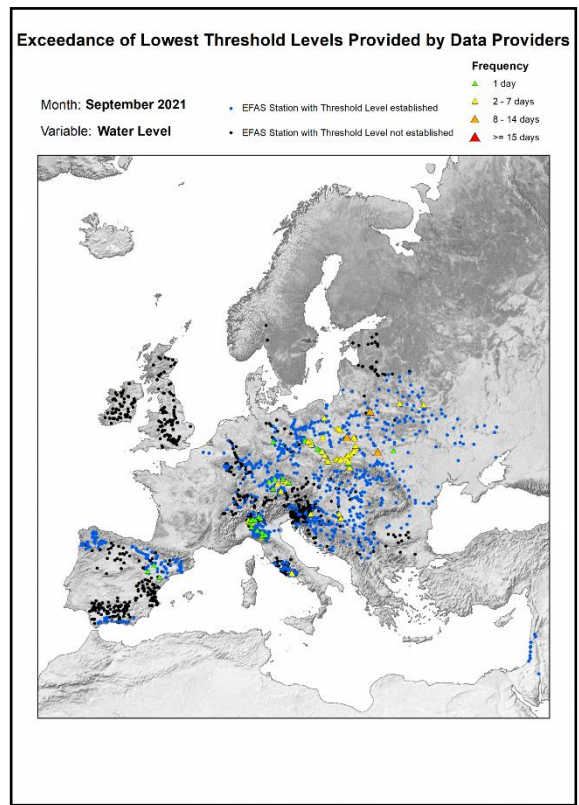 Exceedance of Lowest Threshold Levels Provided by Data Providers
Frequency
1 day
2 - 7 days
8 - 14 days
>= 15 days
Month: September 2021
EFAS Station with Threshold Level established
Variable: Water Level
EFAS Station with Threshold Level not established